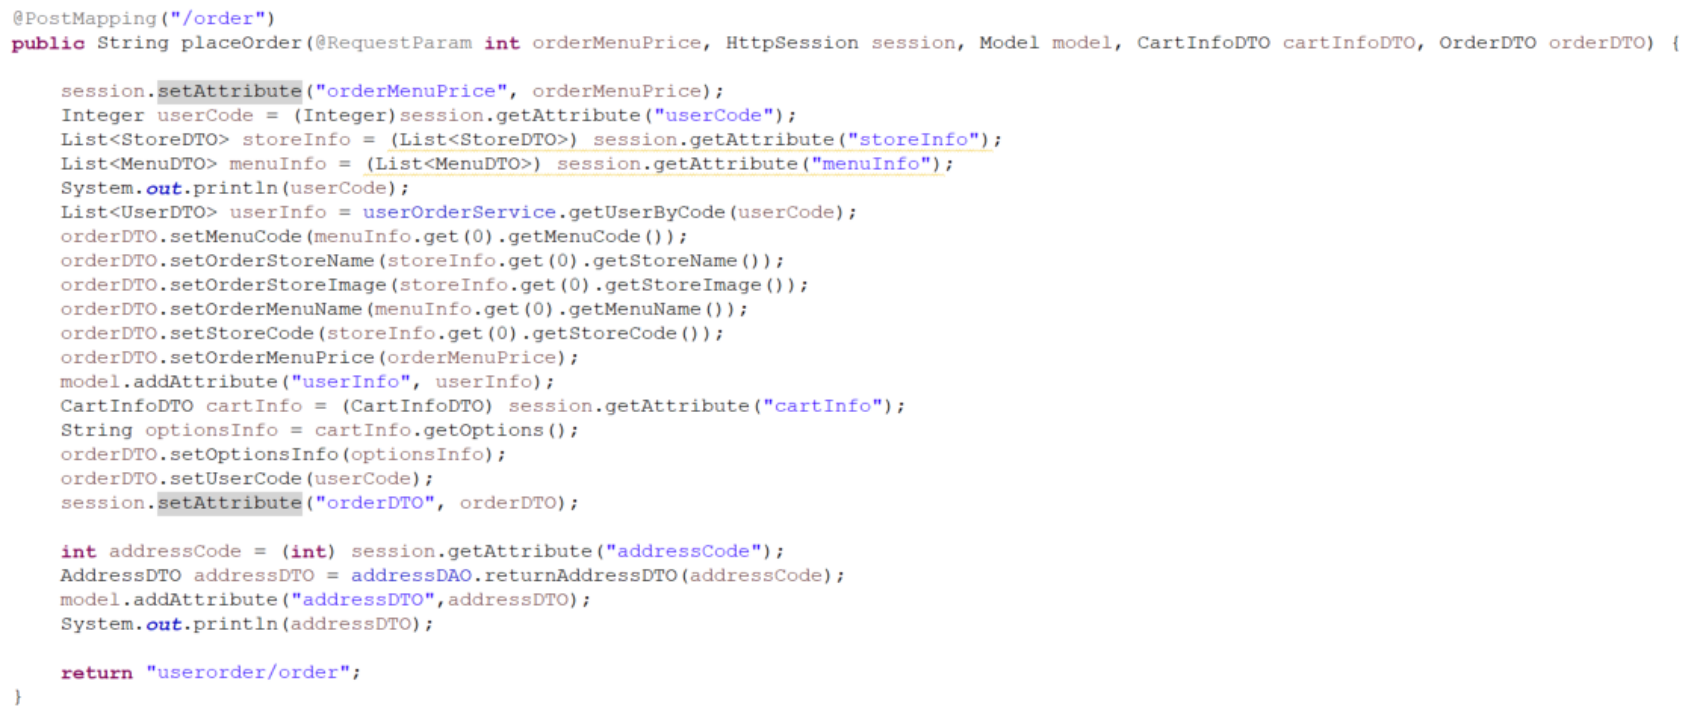 @PostMapping("/order")
public String placeOrder(@RequestParam int orderMenuPrice, HttpSession session, Model model, CartInfoDTO cartInfoDTO, OrderDTO orderDTO) {
session.setAttribute("orderMenuPrice", orderMenuPrice);
Integer userCode = (Integer)session.getAttribute("userCode");
List<StoreDTO> storeInfo = (List<StoreDTO>) session.getAttribute("storeInfo");
List<MenuDTO> menuInfo = (List<MenuDTO>) session.getAttribute("menuInfo");
System.out.println(userCode);
List<UserDTO> userInfo = userOrderService.getUserByCode(userCode);
orderDTO.setMenuCode(menuInfo.get(0).getMenuCode());
orderDTO.setOrderStoreName(storeInfo.get(0).getStoreName());
orderDTO.setOrderStoreImage(storeInfo.get(0).getStoreImage());
orderDTO.setOrderMenuName(menuInfo.get(0).getMenuName());
orderDTO.setStoreCode(storeInfo.get(0).getStoreCode());
orderDTO.setOrderMenuPrice(orderMenuPrice);
model.addAttribute("userInfo", userInfo);
CartInfoDTO cartInfo = (CartInfoDTO) session.getAttribute("cartInfo");
String optionsInfo = cartInfo.getOptions();
orderDTO.setOptionsInfo(optionsInfo);
orderDTO.setUserCode(userCode);
session.setAttribute("orderDTO", orderDTO);
int addressCode = (int) session.getAttribute("addressCode");
AddressDTO addressDTO = addressDAO.returnAddressDTO(addressCode);
model.addAttribute("addressDTO",addressDTO);
System.out.println(addressDTO);
return "userorder/order";
}